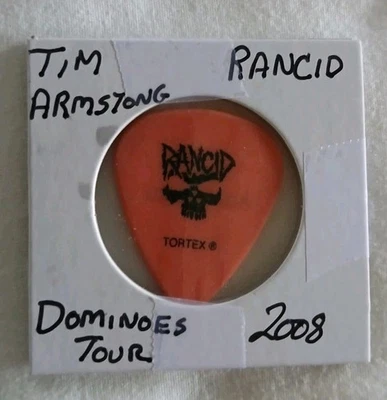 TIM RANCID
ARMSTONG
RANCID
TORTEX ®
DOMINOES 2008
TOUR